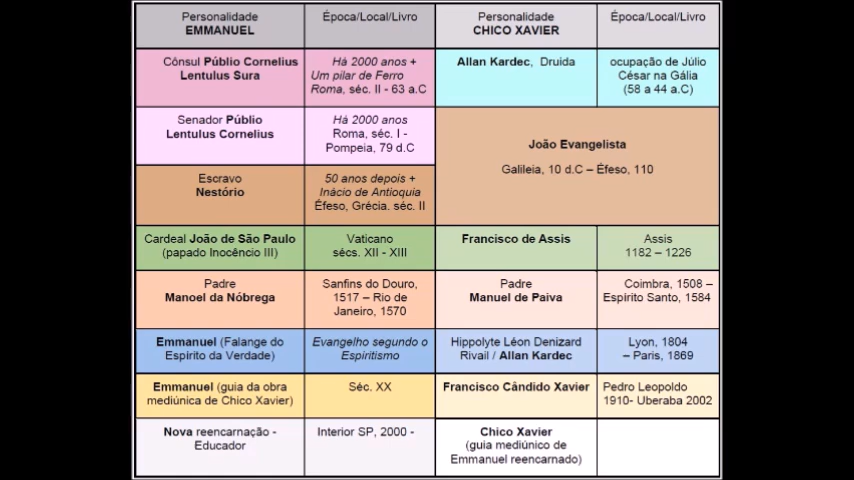 Personalidade
EMMANUEL
Época/Local/Livro
Personalidade
CHICO XAVIER
Época/Local/Livro
Cônsul Público Cornelius
Lentulus Sura
Há 2000 anos +
Um pilar de Ferro
Roma, séc. II - 63 a.C
Allan Kardec, Druida
ocupação de Júlio
César na Gália
(58 a 44 a.C)
Senador Públio
Lentulus Cornelius
Há 2000 anos
Roma, séc. I -
Pompeia, 79 d.C
João Evangelista
Galileia, 10 d.C – Éfeso, 110
Escravo
Nestório
50 anos depois +
Inácio de Antioquia
Éfeso, Grécia. séc. II
Cardeal João de São Paulo
(papado Inocêncio III)
Vaticano
sécs. XII - XIII
Francisco de Assis
Assis
1182 – 1226
Padre
Manoel da Nóbrega
Sanfins do Douro,
1517 – Rio de
Janeiro, 1570
Padre
Manuel de Paiva
Coimbra, 1508 –
Espírito Santo, 1584
Emmanuel (Falange do
Espírito da Verdade)
Evangelho segundo o
Espiritismo
Hippolyte Léon Denizard
Rivail / Allan Kardec
Lyon, 1804
– Paris, 1869
Emmanuel (guia da obra
mediúnica de Chico Xavier)
Séc. XX
Francisco Cândido Xavier
Pedro Leopoldo
1910- Uberaba 2002
Nova reencarnação -
Educador
Interior SP, 2000 -
Chico Xavier
(guia mediúnico de
Emmanuel reencarnado)